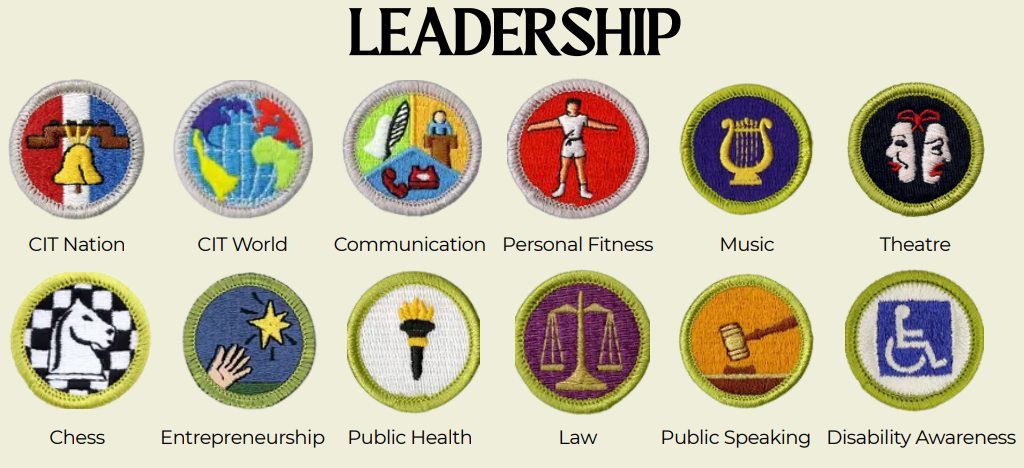 LEADERSHIP
CIT Nation CIT World Communication Personal Fitness Music Theatre
Chess Entrepreneurship Public Health Law Public Speaking Disability Awareness